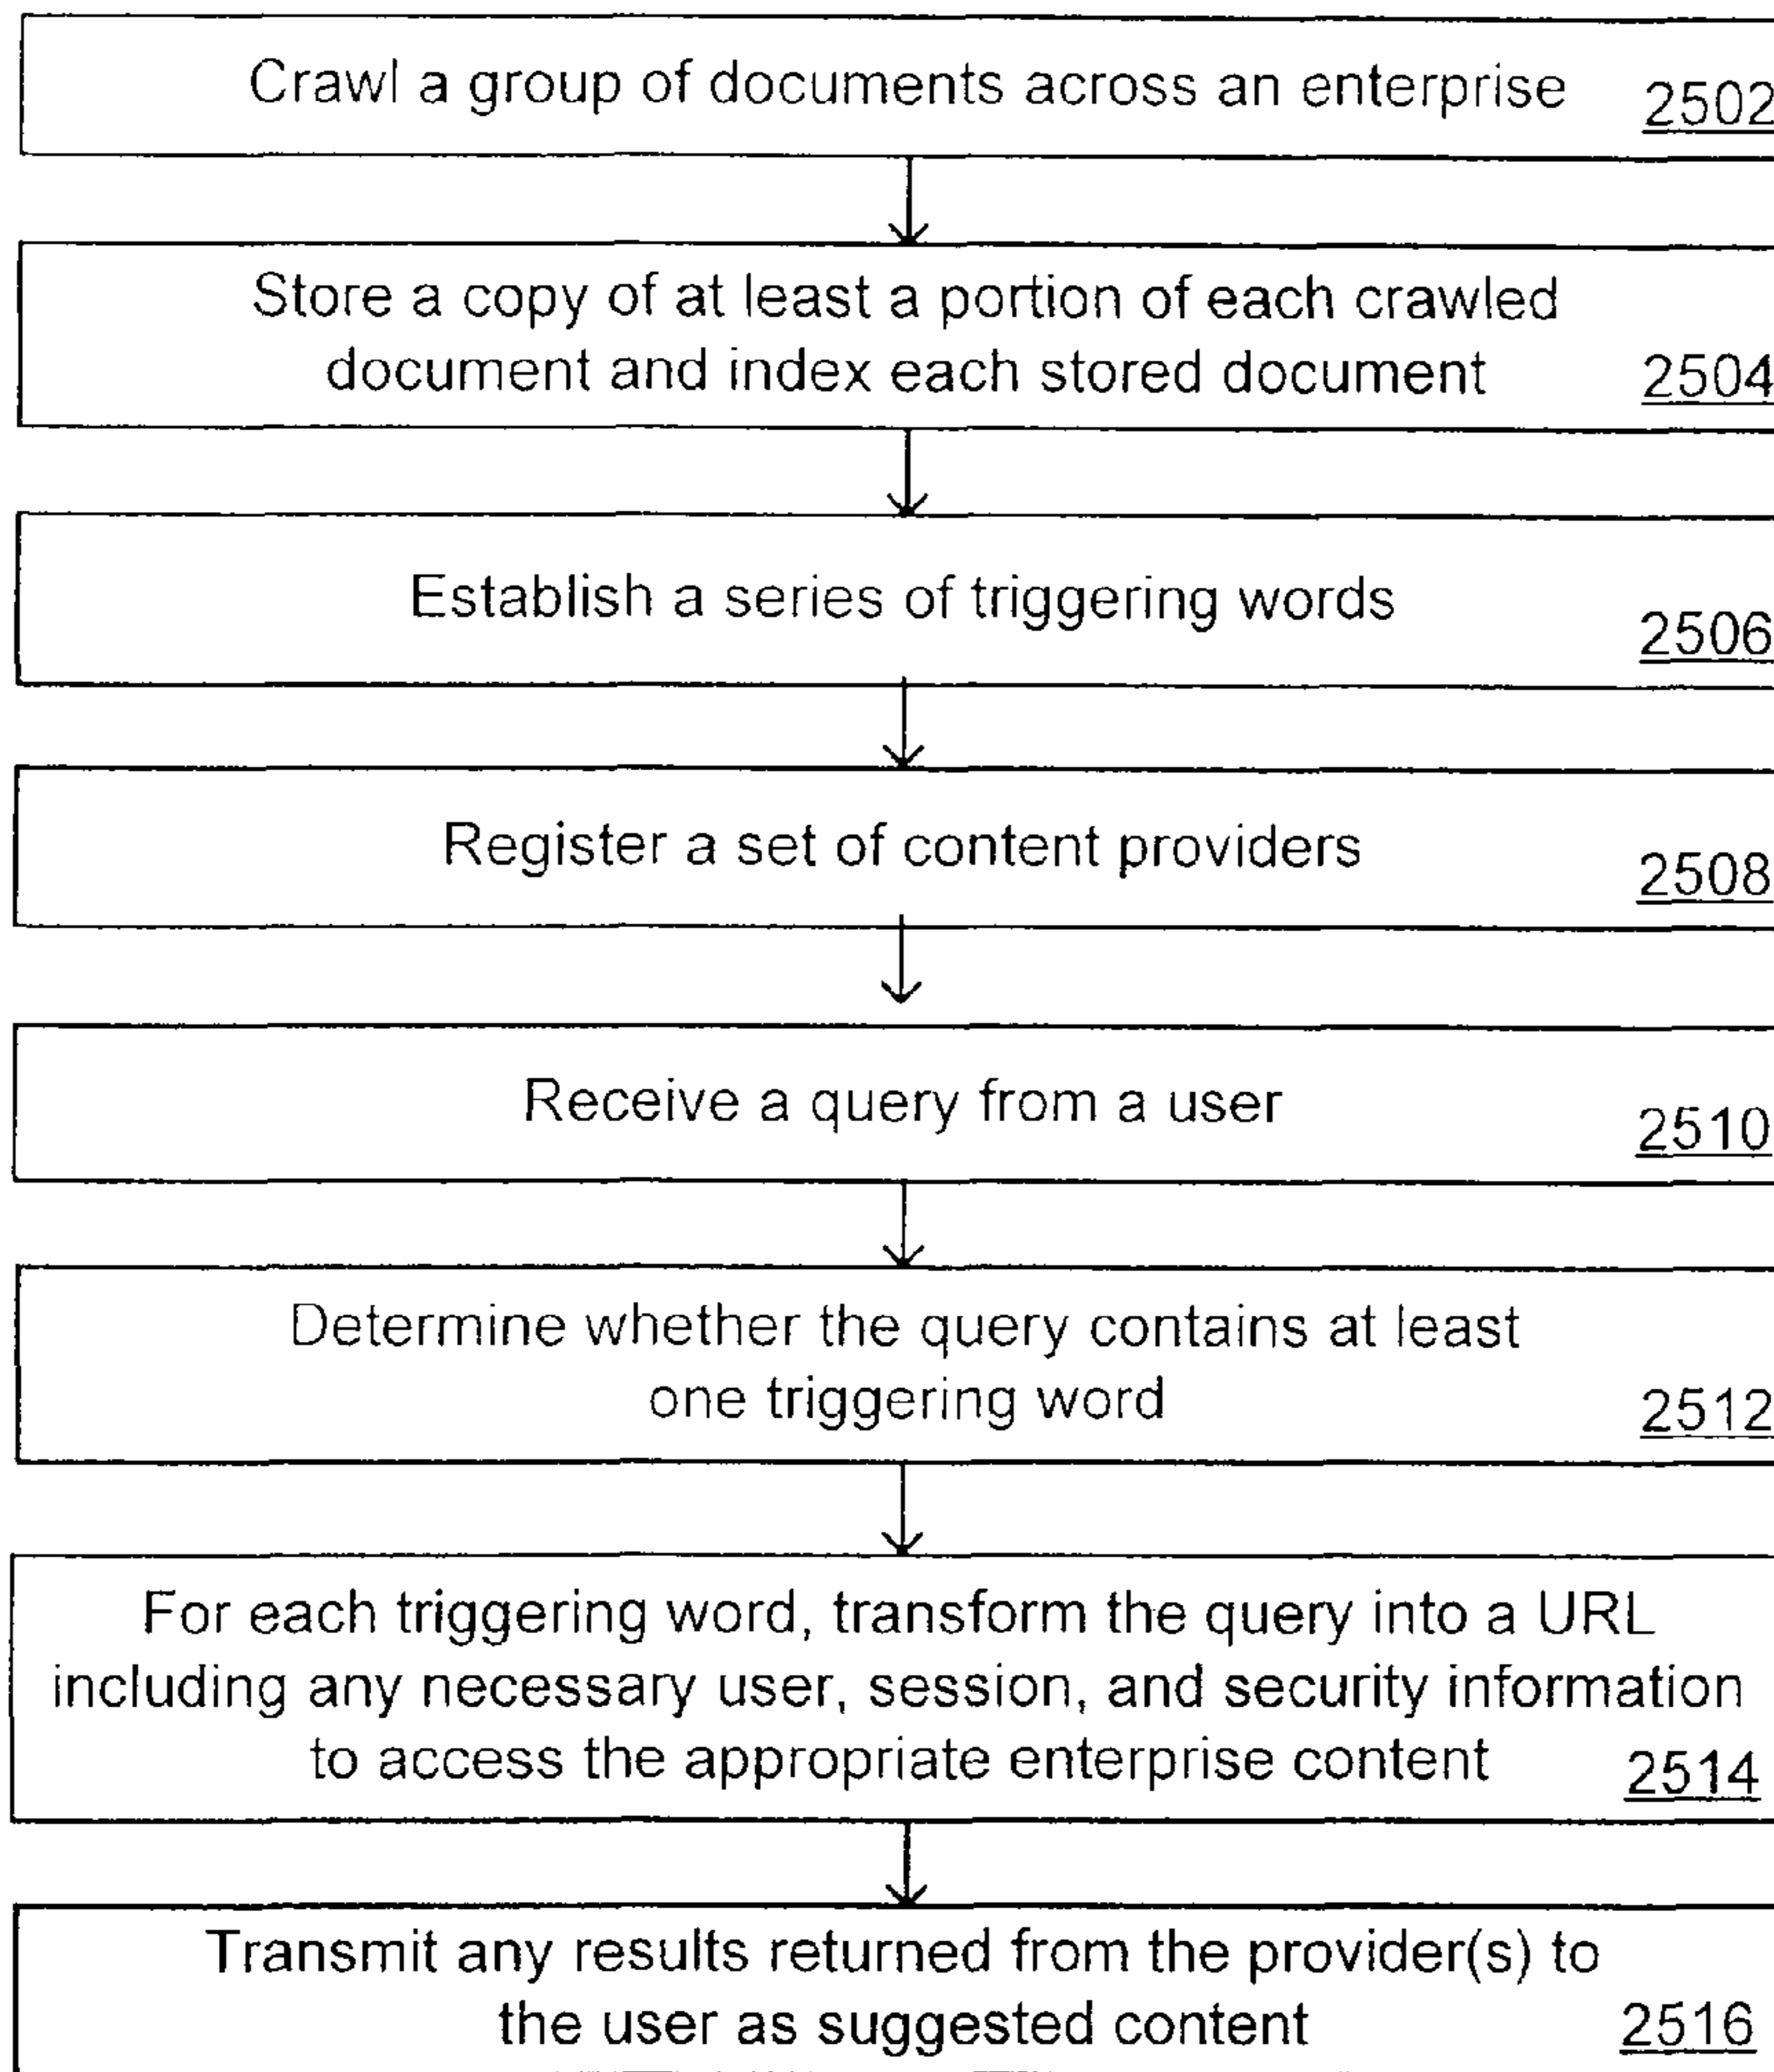 Crawl a group of documents across an enterprise 2502
Store a copy of at least a portion of each crawled
document and index each stored document 2504
Establish a series of triggering words
2506
Register a set of content providers
2508
Receive a query from a user
2510
Determine whether the query contains at least
one triggering word
2512
For each triggering word, transform the query into a URL
including any necessary user, session, and security information
to access the appropriate enterprise content 2514
Transmit any results returned from the provider(s) to
the user as suggested content 2516